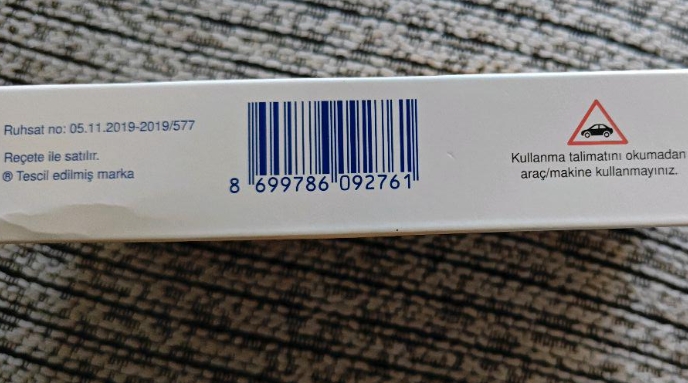 Ruhsat no: 05.11.2019-2019/577
Reçete ile satılır.
® Tescil edilmiş marka
8 699786 092761
Kullanma talimatını okumadan
araç/makine kullanmayınız.